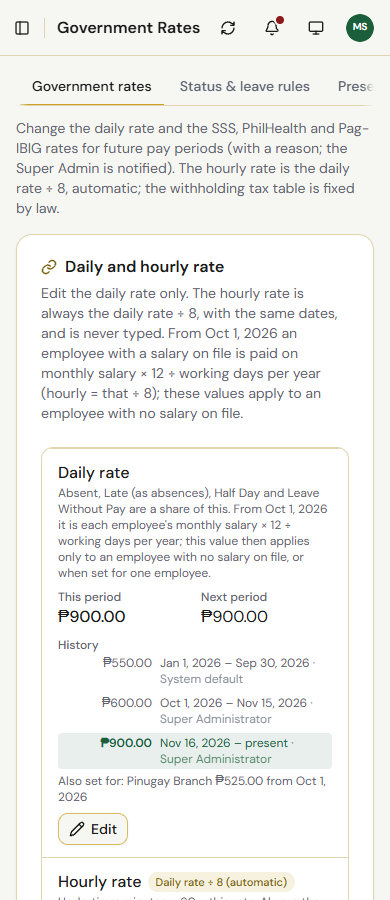 Government Rates
MS
Government rates
Status & leave rules
Prese
Change the daily rate and the SSS, PhilHealth and Pag-
IBIG rates for future pay periods (with a reason; the
Super Admin is notified). The hourly rate is the daily
rate ÷ 8, automatic; the withholding tax table is fixed
by law.
Daily and hourly rate
Edit the daily rate only. The hourly rate is
always the daily rate ÷ 8, with the same dates,
and is never typed. From Oct 1, 2026 an
employee with a salary on file is paid on
monthly salary × 12 ÷ working days per year
(hourly = that ÷ 8); these values apply to an
employee with no salary on file.
Daily rate
Absent, Late (as absences), Half Day and Leave
Without Pay are a share of this. From Oct 1, 2026
it is each employee's monthly salary × 12 ÷
working days per year; this value then applies
only to an employee with no salary on file, or
when set for one employee.
This period
Next period
₱900.00
₱900.00
History
₱550.00 Jan 1, 2026 – Sep 30, 2026 ·
System default
₱600.00 Oct 1, 2026 – Nov 15, 2026 ·
Super Administrator
₱900.00 Nov 16, 2026 – present ·
Super Administrator
Also set for: Pinugay Branch ₱525.00 from Oct 1,
2026
Edit
Hourly rate
Daily rate ÷ 8 (automatic)